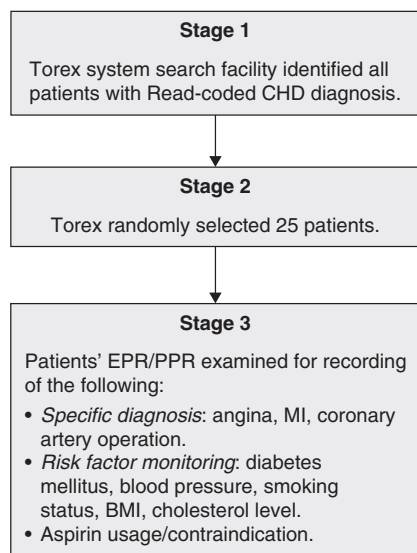 Stage 1
Torex system search facility identified all
patients with Read-coded CHD diagnosis.
Stage 2
Torex randomly selected 25 patients.
Stage 3
Patients' EPR/PPR examined for recording
of the following:
• Specific diagnosis: angina, MI, coronary
artery operation.
• Risk factor monitoring: diabetes
mellitus, blood pressure, smoking
status, BMI, cholesterol level.
• Aspirin usage/contraindication.